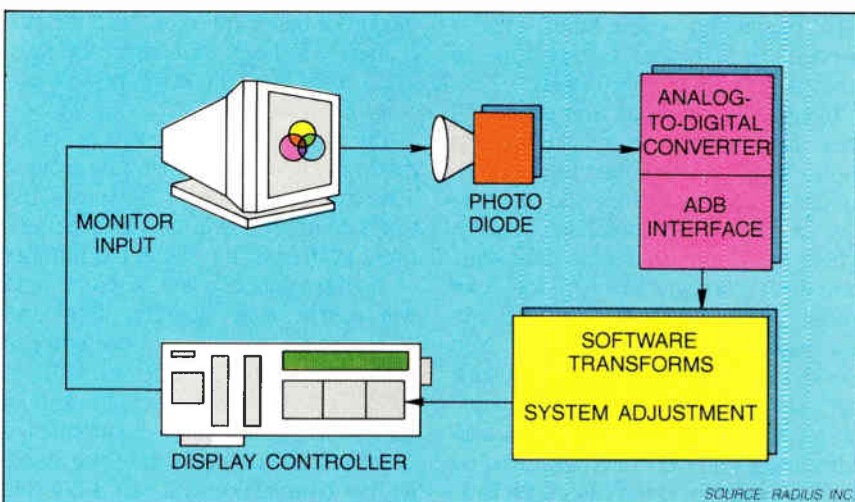 MONITOR
INPUT
PHOTO
DIODE
ANALOG-
TO-DIGITAL
CONVERTER
ADB
INTERFACE
SOFTWARE
TRANSFORMS
SYSTEM ADJUSTMENT
DISPLAY CONTROLLER
SOURCE: RADIUS INC